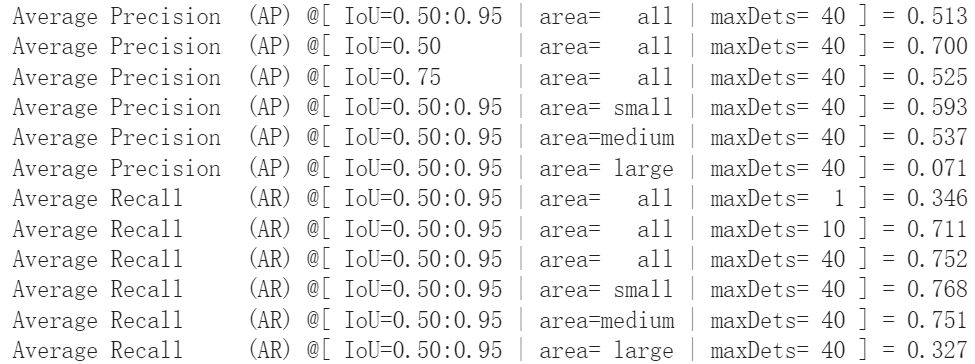 Average Precision  (AP) @[ IoU=0.50:0.95 | area=   all | maxDets= 40 ] = 0.513
Average Precision  (AP) @[ IoU=0.50      | area=   all | maxDets= 40 ] = 0.700
Average Precision  (AP) @[ IoU=0.75      | area=   all | maxDets= 40 ] = 0.525
Average Precision  (AP) @[ IoU=0.50:0.95 | area= small | maxDets= 40 ] = 0.593
Average Precision  (AP) @[ IoU=0.50:0.95 | area=medium | maxDets= 40 ] = 0.537
Average Precision  (AP) @[ IoU=0.50:0.95 | area= large | maxDets= 40 ] = 0.071
Average Recall     (AR) @[ IoU=0.50:0.95 | area=   all | maxDets=  1 ] = 0.346
Average Recall     (AR) @[ IoU=0.50:0.95 | area=   all | maxDets= 10 ] = 0.711
Average Recall     (AR) @[ IoU=0.50:0.95 | area=   all | maxDets= 40 ] = 0.752
Average Recall     (AR) @[ IoU=0.50:0.95 | area= small | maxDets= 40 ] = 0.768
Average Recall     (AR) @[ IoU=0.50:0.95 | area=medium | maxDets= 40 ] = 0.751
Average Recall     (AR) @[ IoU=0.50:0.95 | area= large | maxDets= 40 ] = 0.327